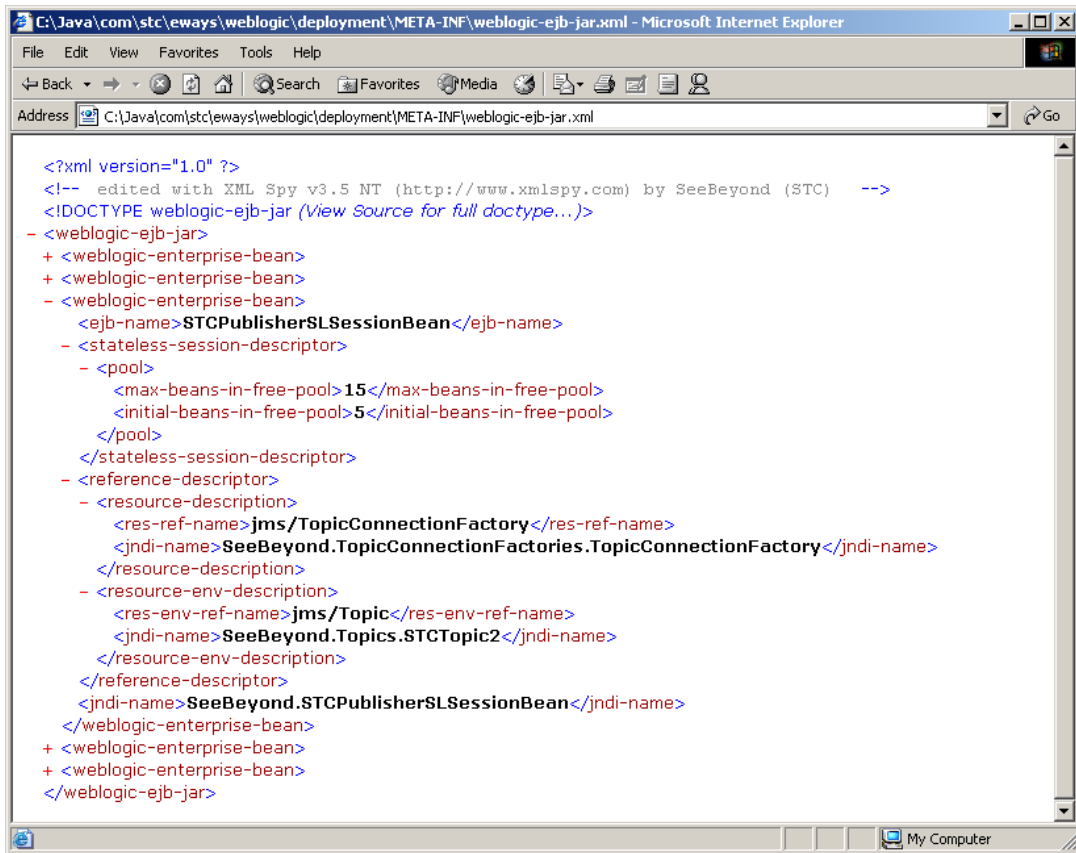 C:\Java\com\stc\eways\weblogic\deployment\META-INF\weblogic-ejb-jar.xml - Microsoft Internet Explorer
File Edit View Favorites Tools Help
Back Search Favorites Media
Address C:\Java\com\stc\eways\weblogic\deployment\META-INF\weblogic-ejb-jar.xml Go
<?xml version="1.0" ?>
<!-- edited with XML Spy v3.5 NT (http://www.xmlspy.com) by SeeBeyond (STC) -->
<!DOCTYPE weblogic-ejb-jar (View Source for full doctype...)>
- <weblogic-ejb-jar>
+ <weblogic-enterprise-bean>
+ <weblogic-enterprise-bean>
- <weblogic-enterprise-bean>
<ejb-name>STCPublisherSLSessionBean</ejb-name>
- <stateless-session-descriptor>
- <pool>
<max-beans-in-free-pool>15</max-beans-in-free-pool>
<initial-beans-in-free-pool>5</initial-beans-in-free-pool>
</pool>
</stateless-session-descriptor>
- <reference-descriptor>
- <resource-description>
<res-ref-name>jms/TopicConnectionFactory</res-ref-name>
<jndi-name>SeeBeyond.TopicConnectionFactories.TopicConnectionFactory</jndi-name>
</resource-description>
- <resource-env-description>
<res-env-ref-name>jms/Topic</res-env-ref-name>
<jndi-name>SeeBeyond.Topics.STCTopic2</jndi-name>
</resource-env-description>
</reference-descriptor>
<jndi-name>SeeBeyond.STCPublisherSLSessionBean</jndi-name>
</weblogic-enterprise-bean>
+ <weblogic-enterprise-bean>
+ <weblogic-enterprise-bean>
</weblogic-ejb-jar>
My Computer